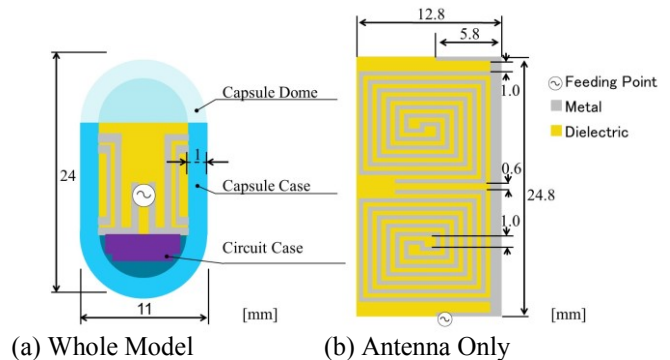 12.8
5.8
Capsule Dome
Feeding Point
Metal
Dielectric
1.0
1
24
Capsule Case
0.6
24.8
1.0
Circuit Case
11
[mm]
[mm]
(a) Whole Model
(b) Antenna Only